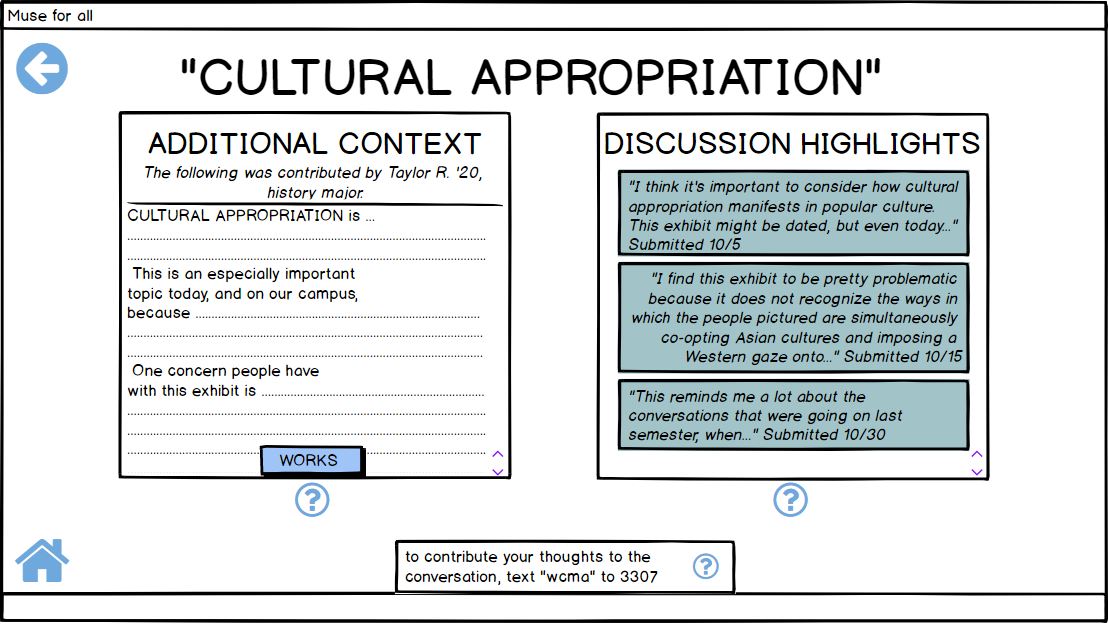 Muse for all
"CULTURAL APPROPRIATION"
ADDITIONAL CONTEXT
The following was contributed by Taylor R. '20,
history major.
CULTURAL APPROPRIATION is ...
This is an especially important
topic today, and on our campus,
because
One concern people have
with this exhibit is
WORKS
?
DISCUSSION HIGHLIGHTS
"I think it's important to consider how cultural
appropriation manifests in popular culture.
This exhibit might be dated, but even today..."
Submitted 10/5
"I find this exhibit to be pretty problematic
because it does not recognize the ways in
which the people pictured are simultaneously
co-opting Asian cultures and imposing a
Western gaze onto..." Submitted 10/15
"This reminds me a lot about the
conversations that were going on last
semester, when..." Submitted 10/30
?
to contribute your thoughts to the
conversation, text "wcma" to 3307
?